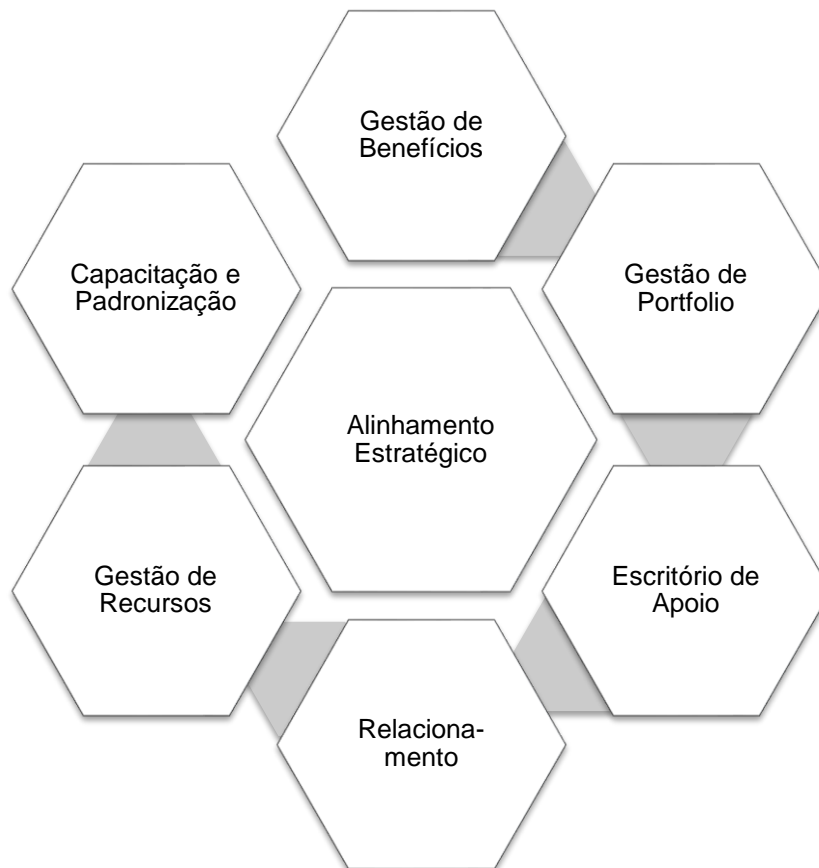 Gestão de
Benefícios
Capacitação e
Padronização
Gestão de
Portfolio
Alinhamento
Estratégico
Gestão de
Recursos
Escritório de
Apoio
Relaciona-
mento